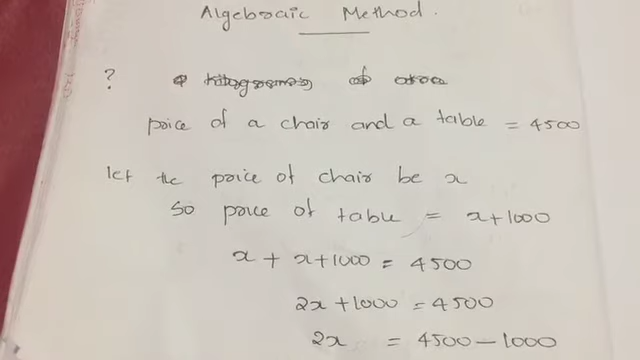 Algebraic Method.
?
price of a chair and a table = 4500
let the price of chair be x
so price of table = x+1000
x + x+1000 = 4500
2x+1000 = 4500
2x = 4500-1000